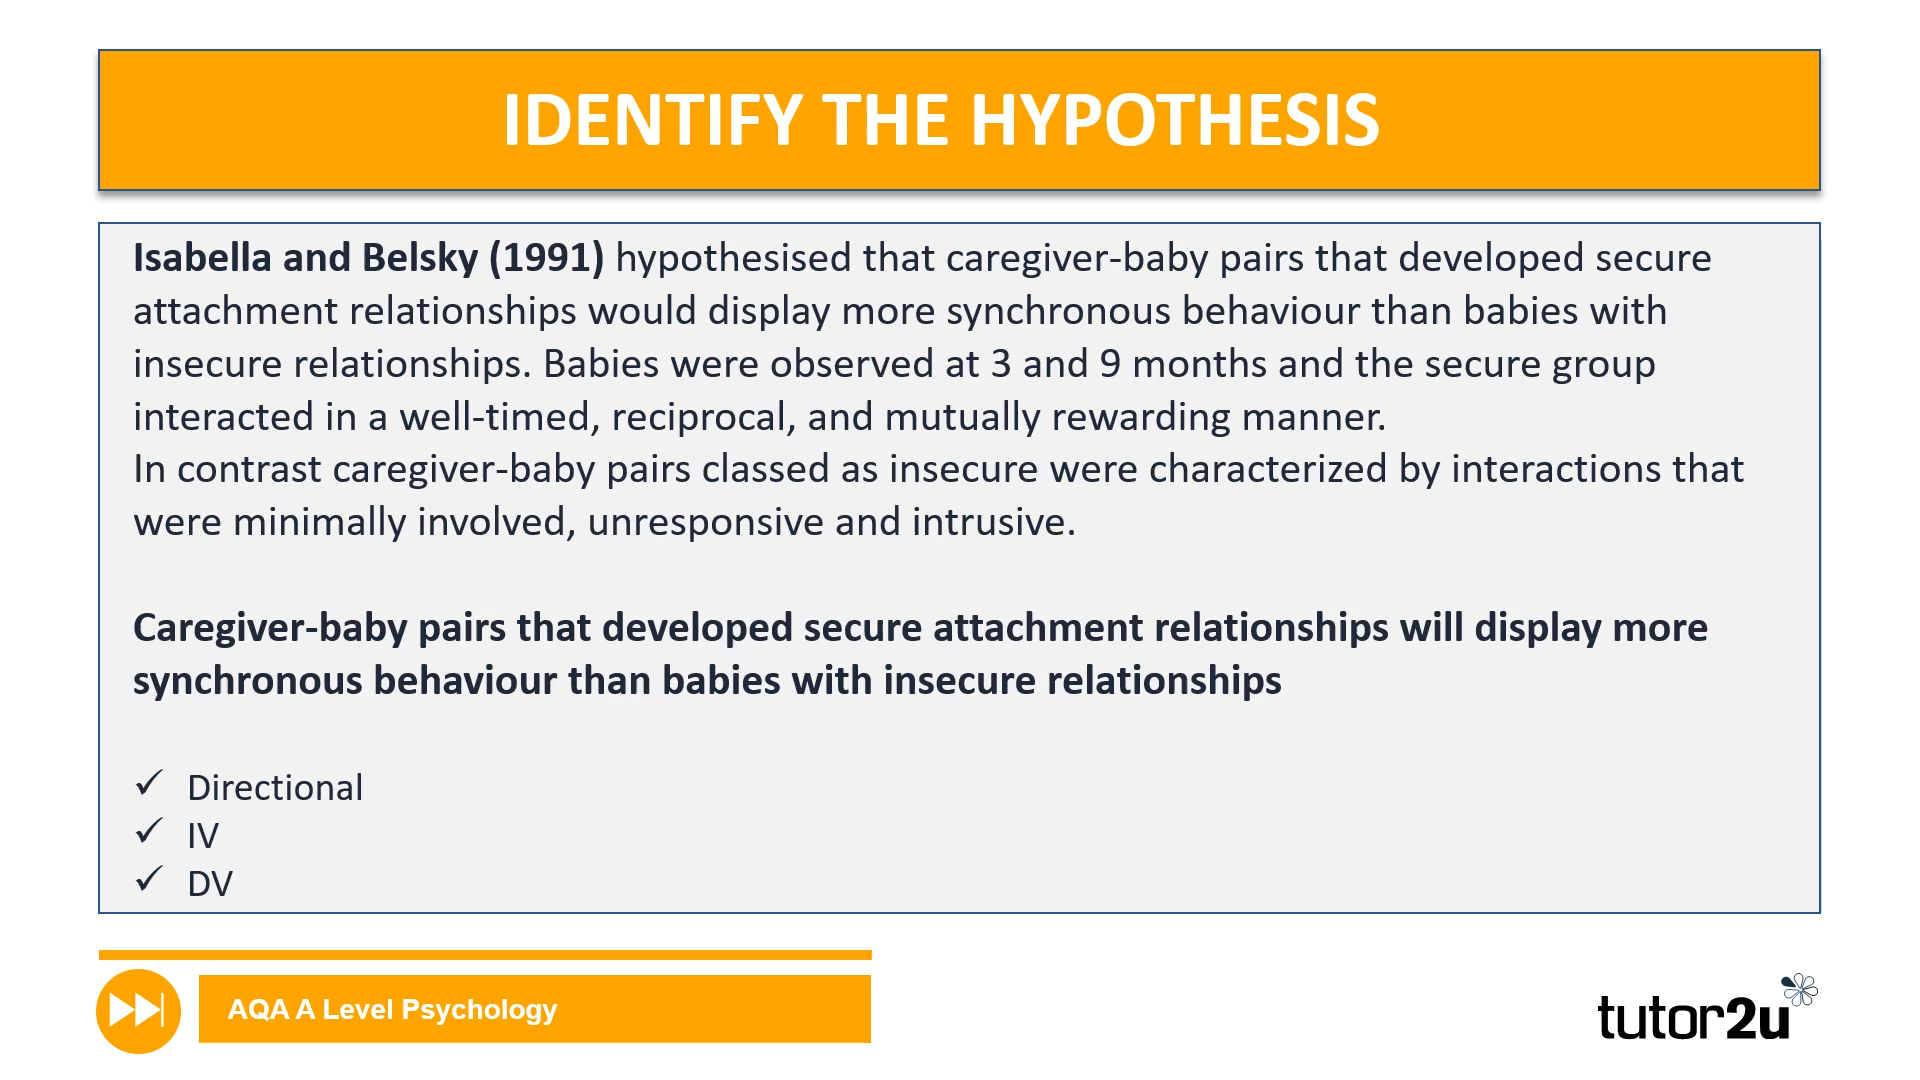 IDENTIFY THE HYPOTHESIS
Isabella and Belsky (1991) hypothesised that caregiver-baby pairs that developed secure
attachment relationships would display more synchronous behaviour than babies with
insecure relationships. Babies were observed at 3 and 9 months and the secure group
interacted in a well-timed, reciprocal, and mutually rewarding manner.
In contrast caregiver-baby pairs classed as insecure were characterized by interactions that
were minimally involved, unresponsive and intrusive.
Caregiver-baby pairs that developed secure attachment relationships will display more
synchronous behaviour than babies with insecure relationships
✓ Directional
✓ IV
✓ DV
AQA A Level Psychology
tutor2u